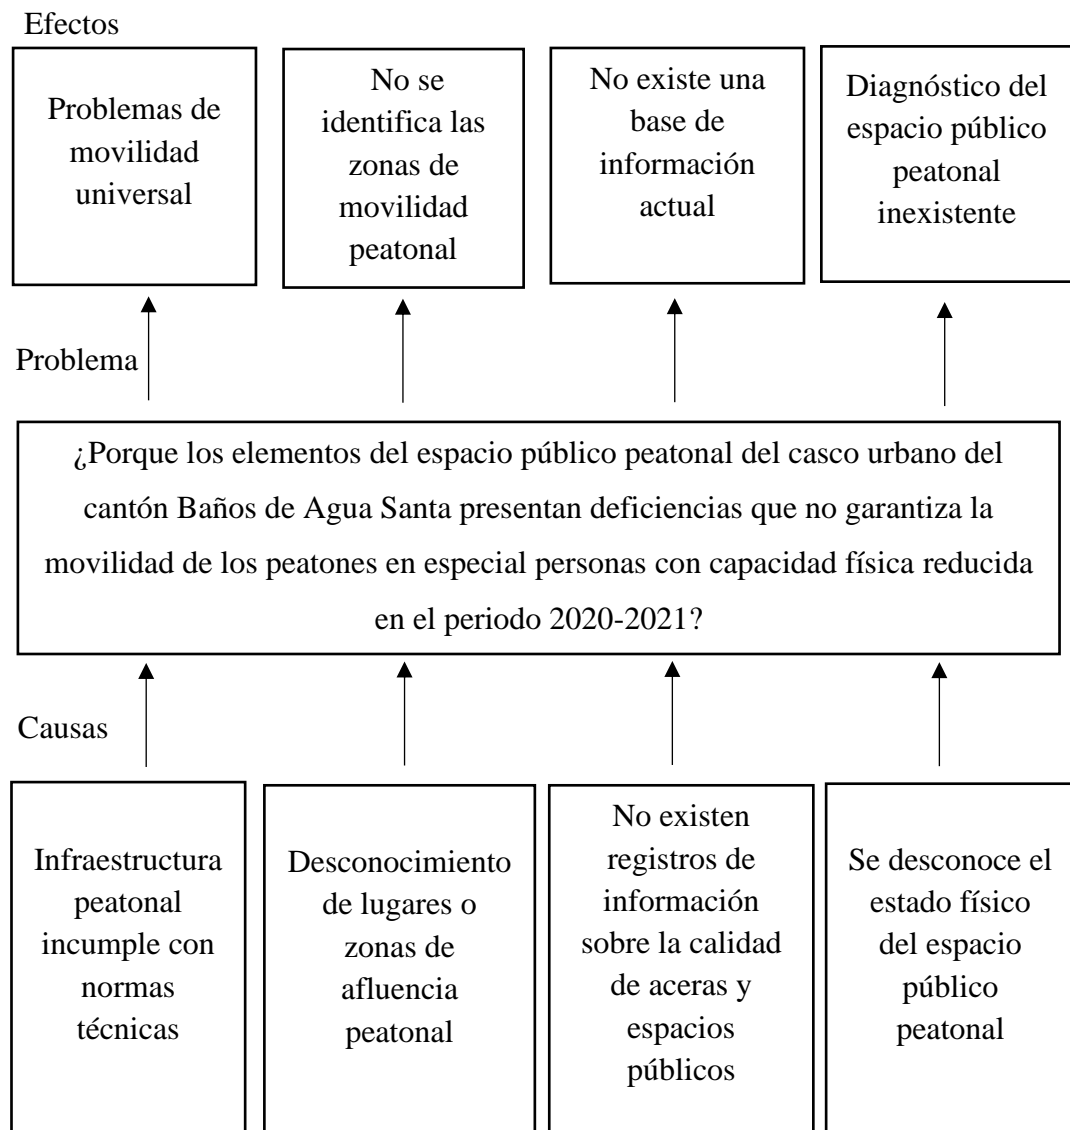 Efectos
Problemas de
movilidad
universal
No se
identifica las
zonas de
movilidad
peatonal
No existe una
base de
información
actual
Diagnóstico del
espacio público
peatonal
inexistente
Problema
¿Porque los elementos del espacio público peatonal del casco urbano del
cantón Baños de Agua Santa presentan deficiencias que no garantiza la
movilidad de los peatones en especial personas con capacidad física reducida
en el periodo 2020-2021?
Causas
Infraestructura
peatonal
incumple con
normas
técnicas
Desconocimiento
de lugares o
zonas de
afluencia
peatonal
No existen
registros de
información
sobre la calidad
de aceras y
espacios
públicos
Se desconoce el
estado físico
del espacio
público
peatonal